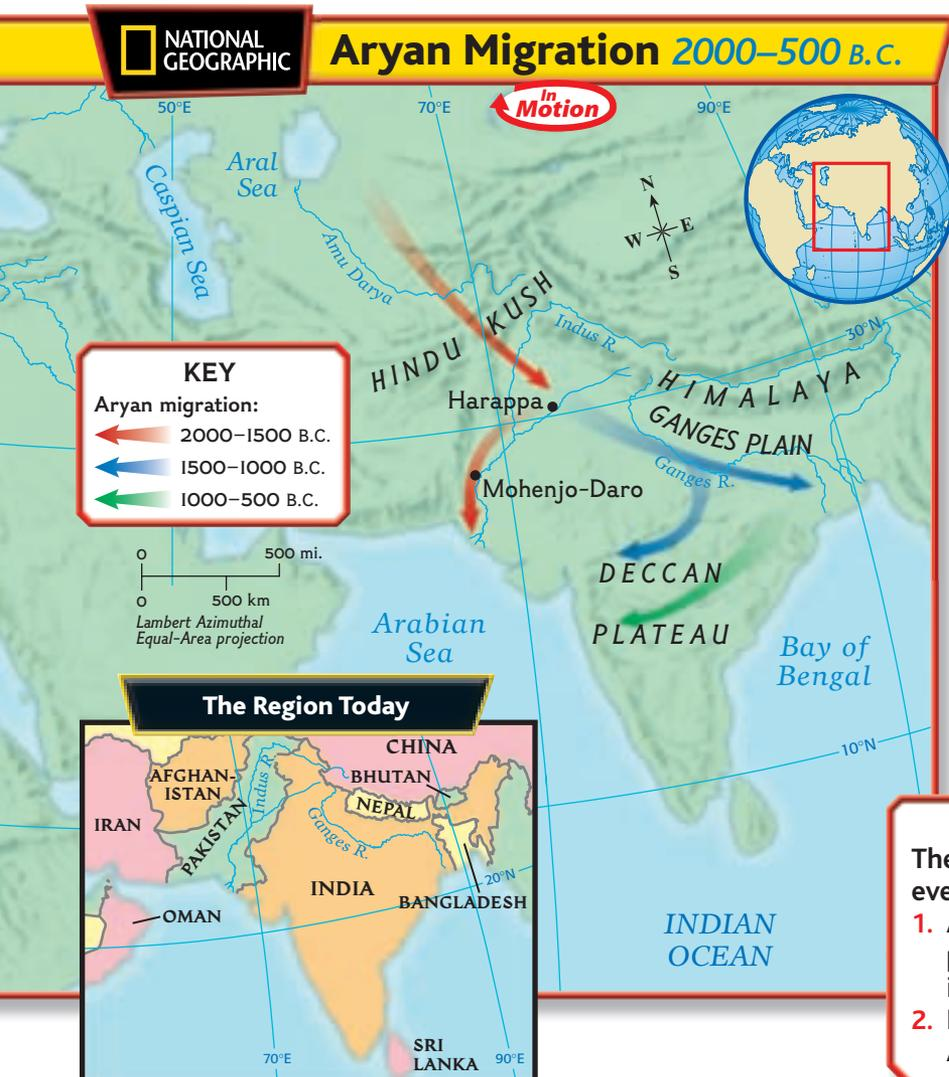 NATIONAL
GEOGRAPHIC
Aryan Migration 2000–500 B.C.
In
Motion
50°E
70°E
90°E
Aral
Sea
Caspian Sea
Amu Darya
N
W
E
S
HINDU KUSH
Indus R.
30°N
HIMALAYA
GANGES PLAIN
Ganges R.
Harappa
Mohenjo-Daro
KEY
Aryan migration:
2000–1500 B.C.
1500–1000 B.C.
1000–500 B.C.
0 500 mi.
0 500 km
Lambert Azimuthal
Equal-Area projection
DECCAN
PLATEAU
Arabian
Sea
Bay of
Bengal
10°N
INDIAN
OCEAN
The Region Today
CHINA
AFGHAN-
ISTAN
BHUTAN
NEPAL
IRAN
PAKISTAN
Indus R.
Ganges R.
INDIA
20°N
BANGLADESH
OMAN
SRI
LANKA
70°E
90°E
1.
2.